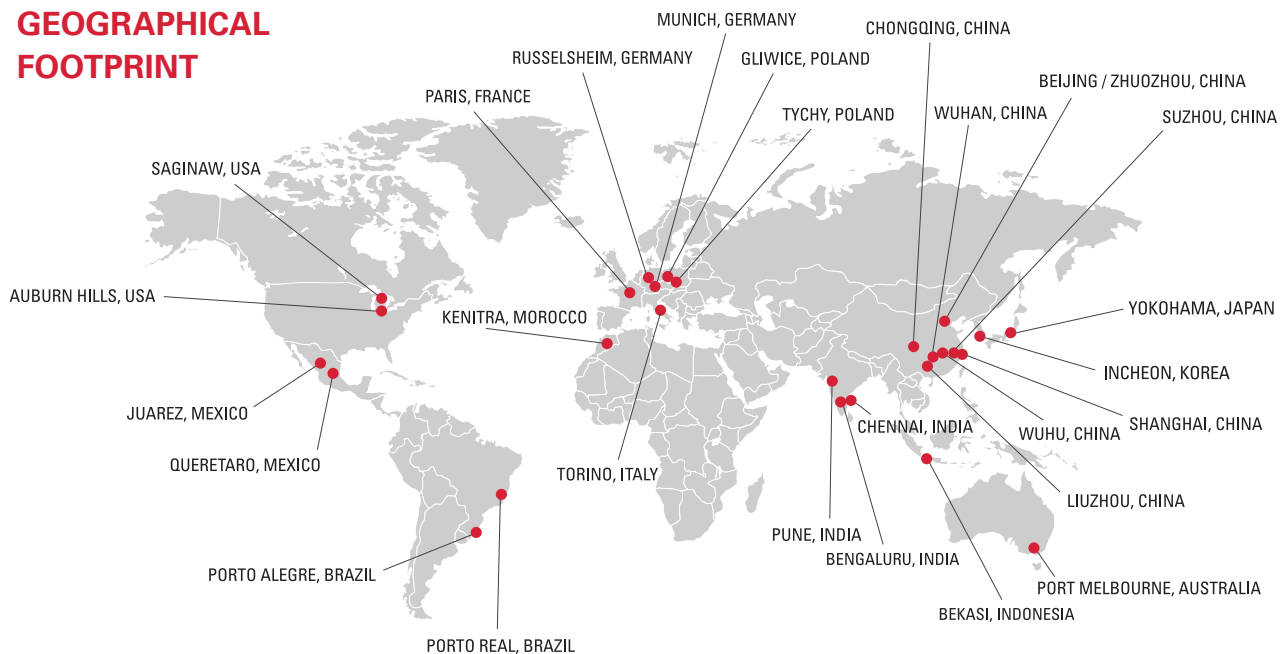 GEOGRAPHICAL
FOOTPRINT
MUNICH, GERMANY
CHONGQING, CHINA
RUSSELSHEIM, GERMANY
GLIWICE, POLAND
BEIJING / ZHUOZHOU, CHINA
PARIS, FRANCE
TYCHY, POLAND
WUHAN, CHINA
SUZHOU, CHINA
SAGINAW, USA
AUBURN HILLS, USA
KENITRA, MOROCCO
YOKOHAMA, JAPAN
INCHEON, KOREA
JUAREZ, MEXICO
CHENNAI, INDIA
WUHU, CHINA
SHANGHAI, CHINA
QUERETARO, MEXICO
TORINO, ITALY
LIUZHOU, CHINA
PUNE, INDIA
BENGALURU, INDIA
PORTO ALEGRE, BRAZIL
PORT MELBOURNE, AUSTRALIA
BEKASI, INDONESIA
PORTO REAL, BRAZIL